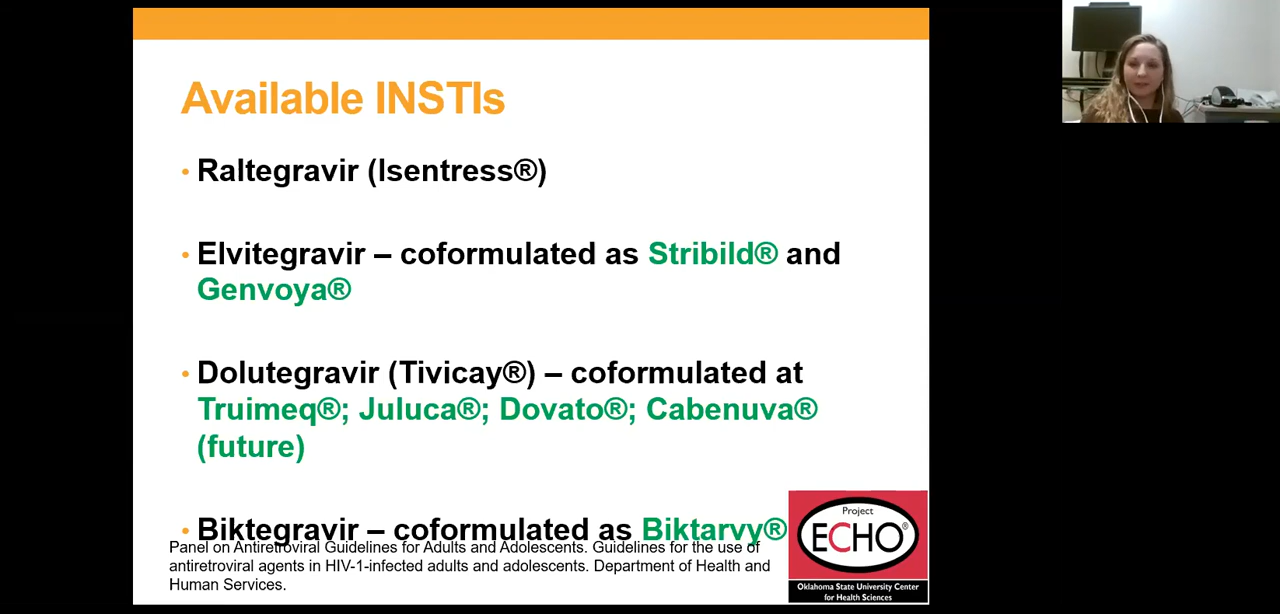 Available INSTIs
• Raltegravir (Isentress®)
• Elvitegravir – coformulated as Stribild® and
Genvoya®
• Dolutegravir (Tivicay®) – coformulated at
Truimeq®; Juluca®; Dovato®; Cabenuva®
(future)
• Biktegravir – coformulated as Biktarvy®
Panel on Antiretroviral Guidelines for Adults and Adolescents. Guidelines for the use of
antiretroviral agents in HIV-1-infected adults and adolescents. Department of Health and
Human Services.
Project
ECHO®
Oklahoma State University Center
for Health Sciences